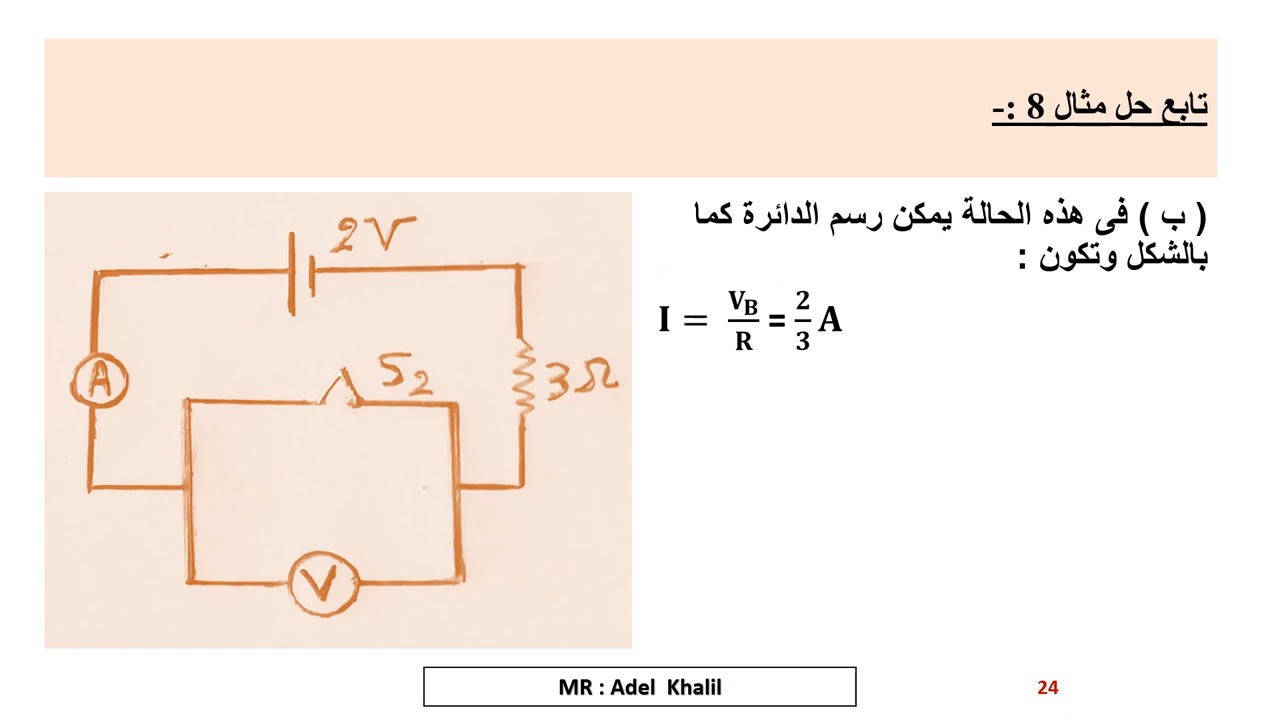 تابع حل مثال 8 :-
( ب ) فى هذه الحالة يمكن رسم الدائرة كما
بالشكل وتكون :
I = V_B/R = 2/3 A
2V
A
S2
3Ω
V
MR : Adel Khalil
24